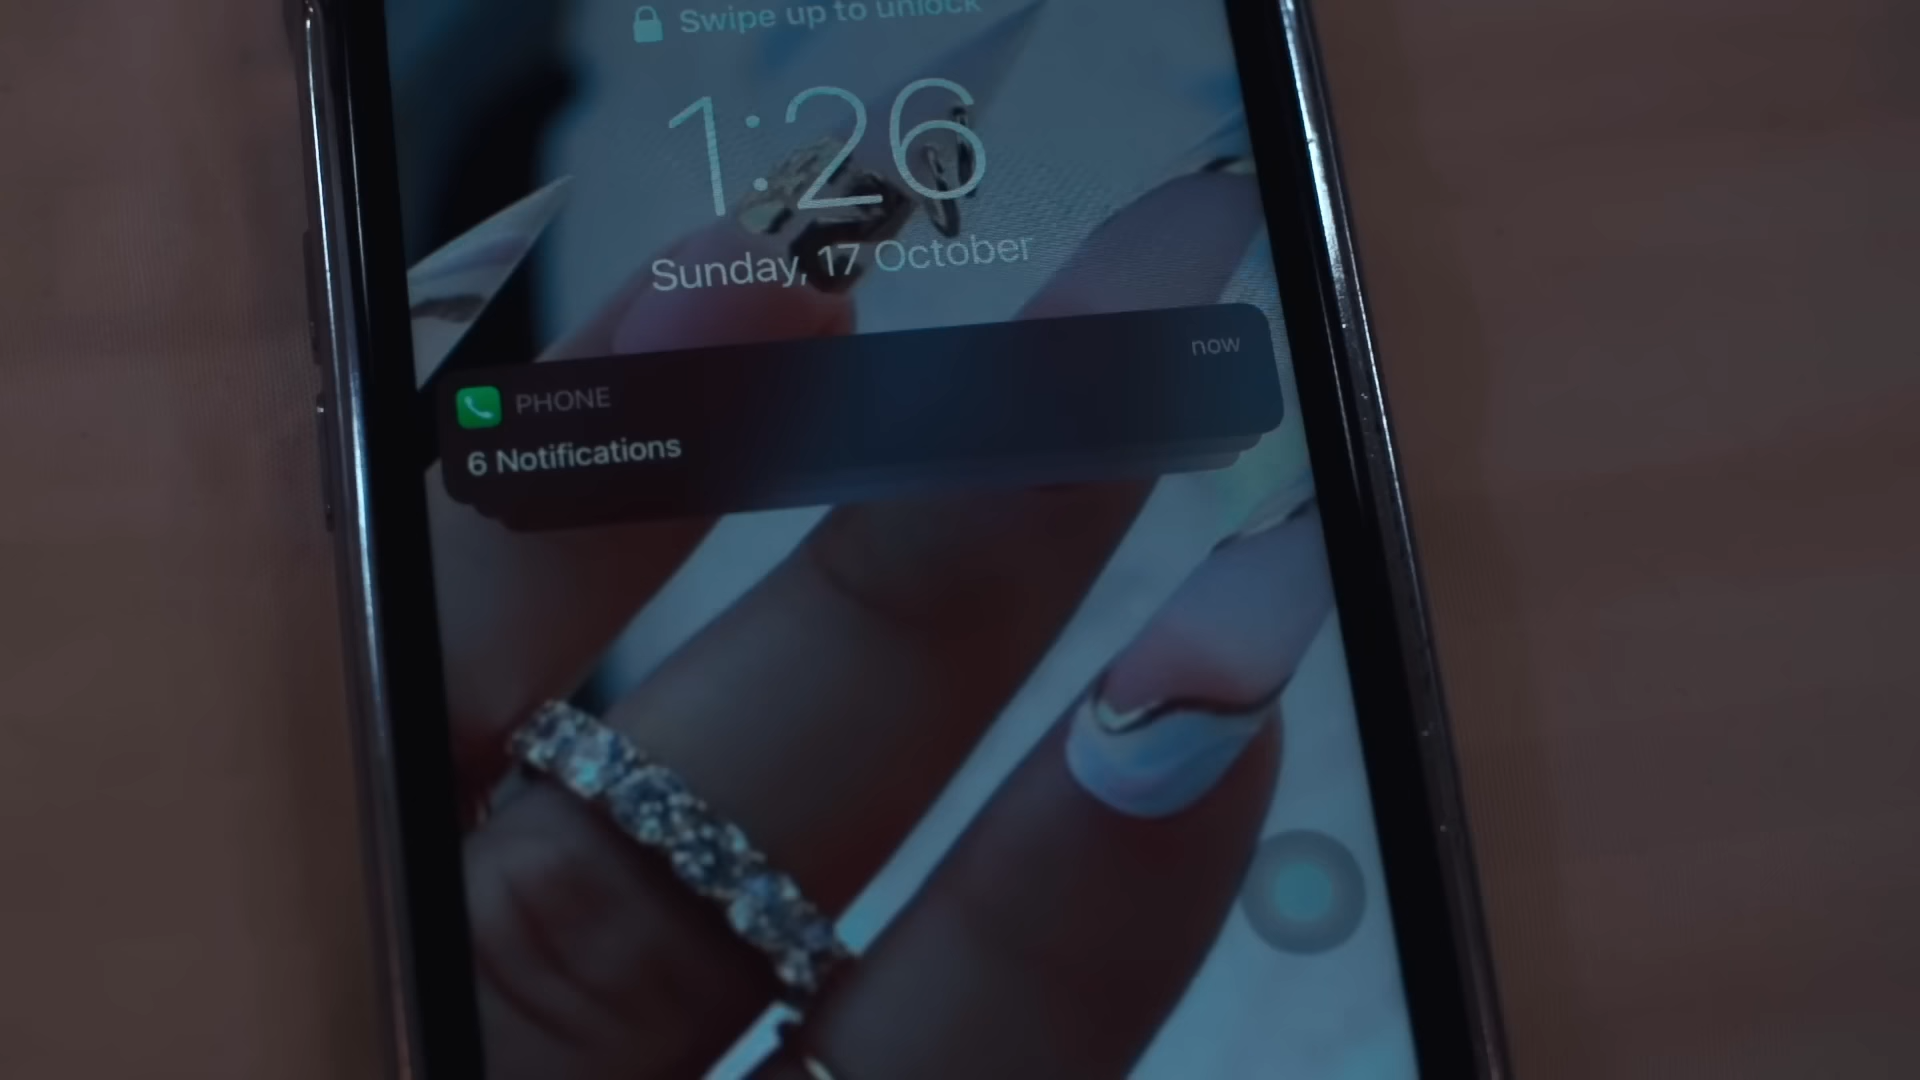 Swipe up to unlock
1:26
Sunday, 17 October
PHONE
now
6 Notifications